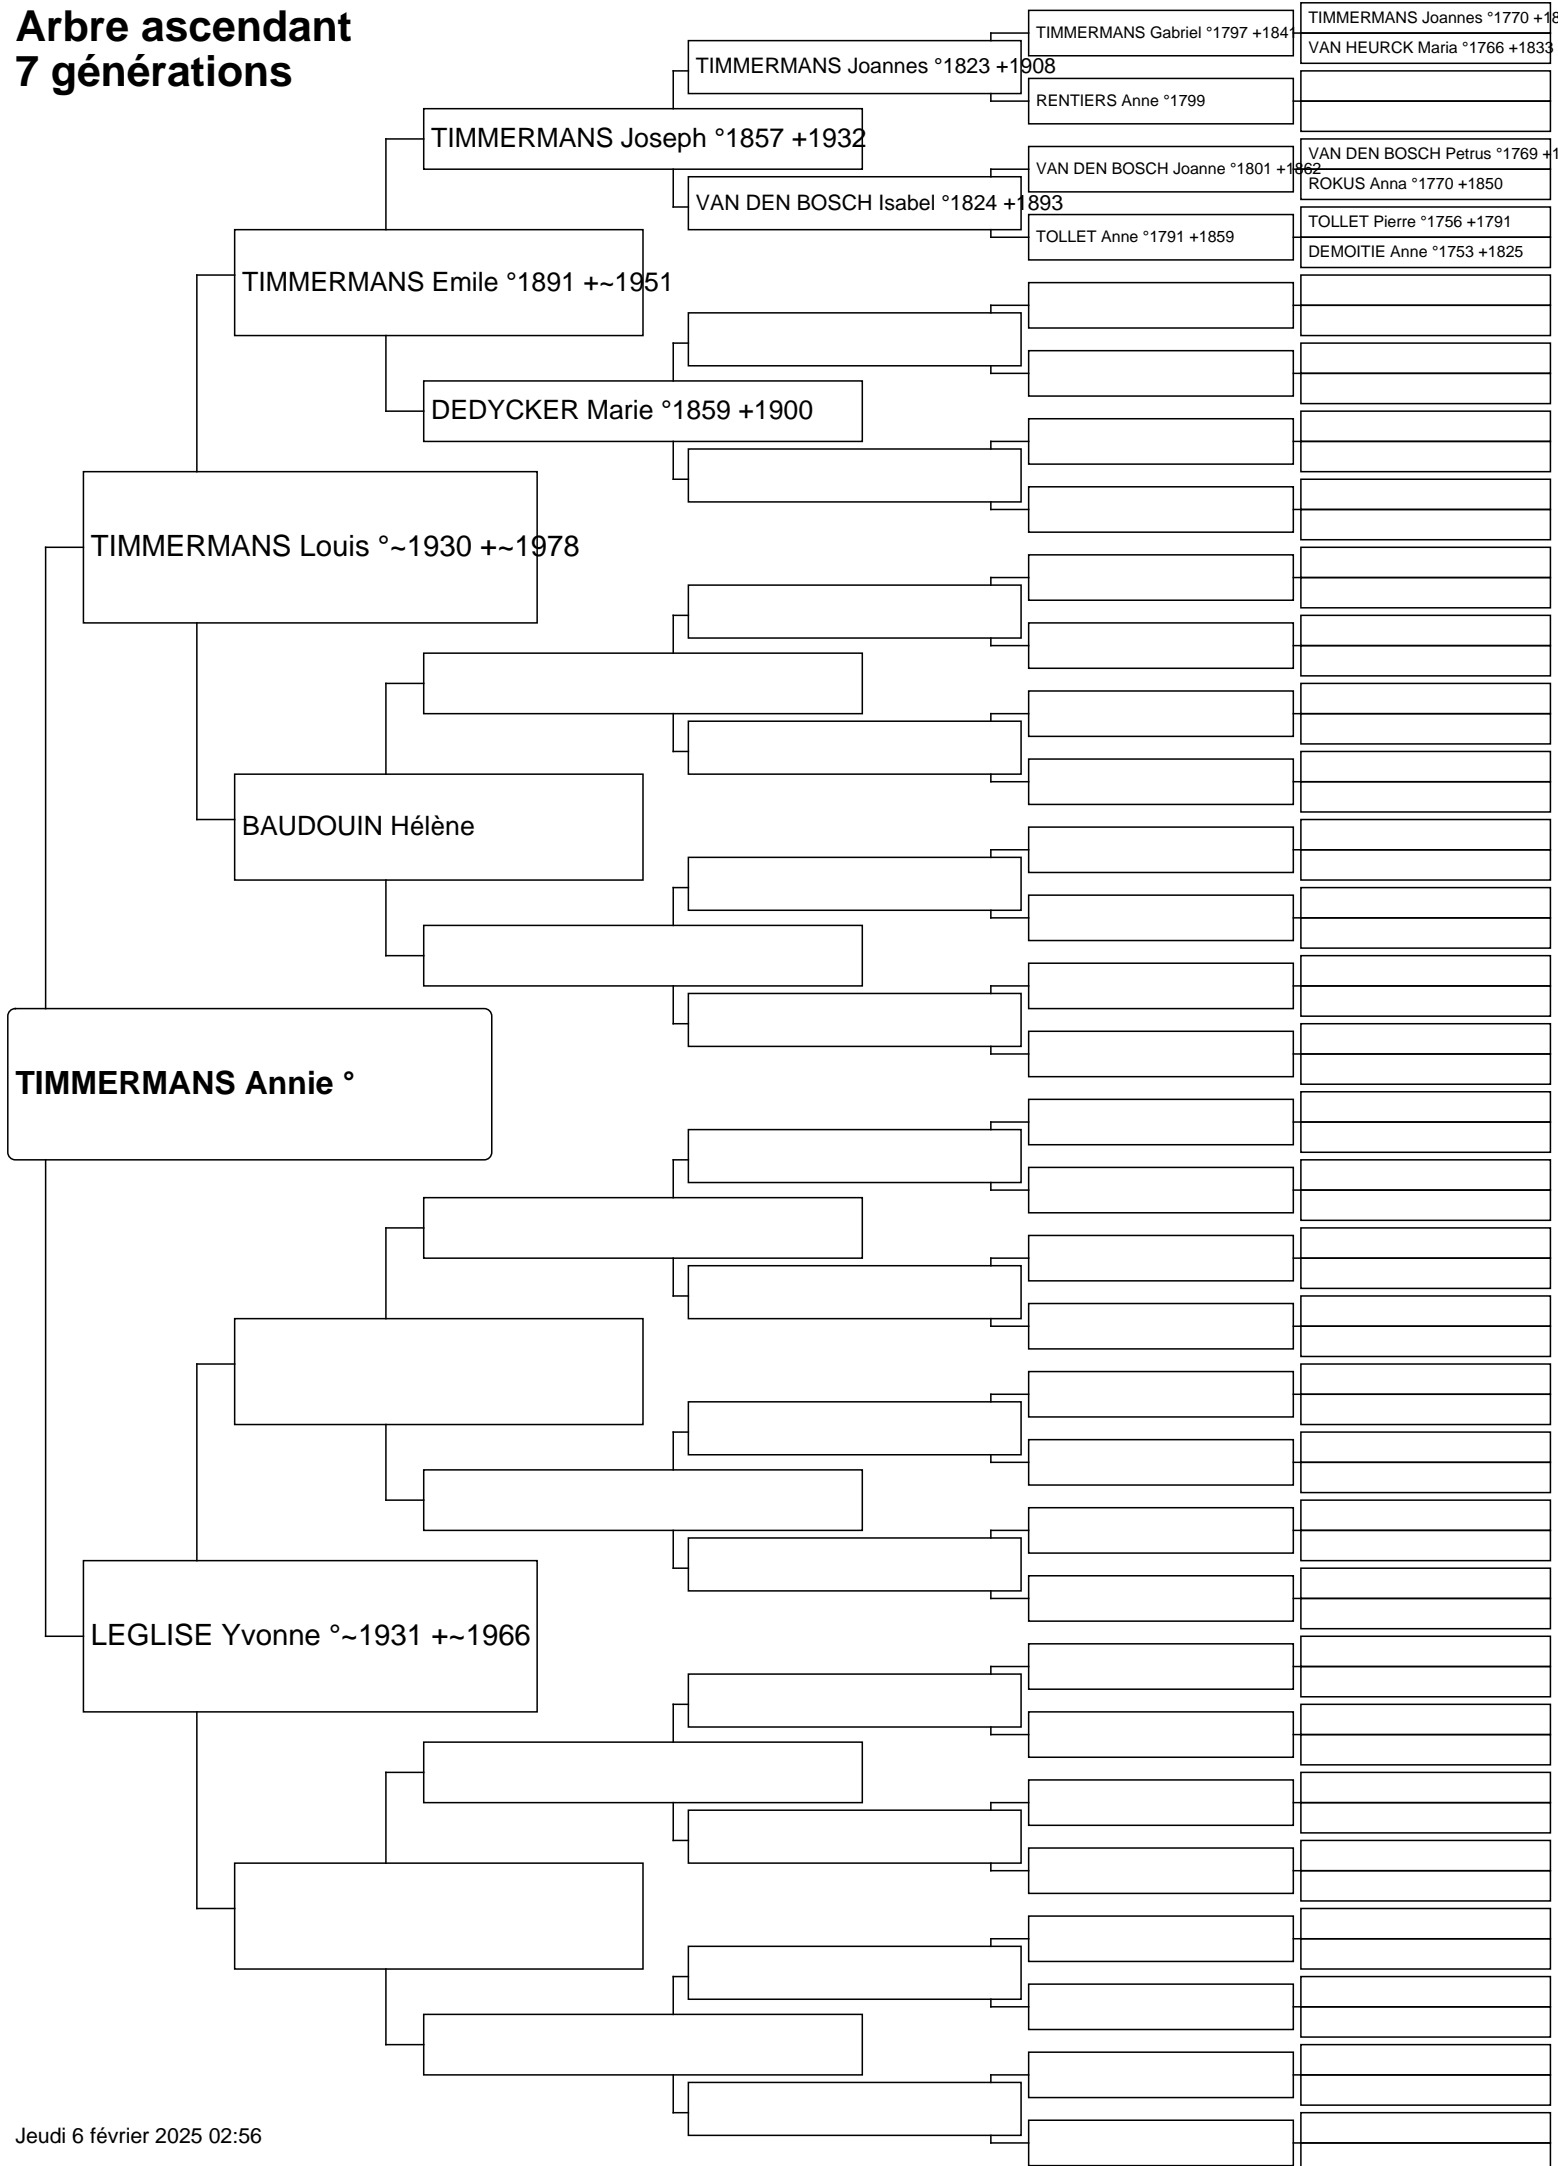 Arbre ascendant
7 générations
TIMMERMANS Gabriel °1797 +1841
TIMMERMANS Joannes °1770 +18
VAN HEURCK Maria °1766 +1833
TIMMERMANS Joannes °1823 +1908
RENTIERS Anne °1799
TIMMERMANS Joseph °1857 +1932
VAN DEN BOSCH Joanne °1801 +1862
VAN DEN BOSCH Petrus °1769 +1
ROKUS Anna °1770 +1850
VAN DEN BOSCH Isabel °1824 +1893
TOLLET Anne °1791 +1859
TOLLET Pierre °1756 +1791
DEMOITIE Anne °1753 +1825
TIMMERMANS Emile °1891 +~1951
DEDYCKER Marie °1859 +1900
TIMMERMANS Louis °~1930 +~1978
BAUDOUIN Hélène
TIMMERMANS Annie °
LEGLISE Yvonne °~1931 +~1966
Jeudi 6 février 2025 02:56